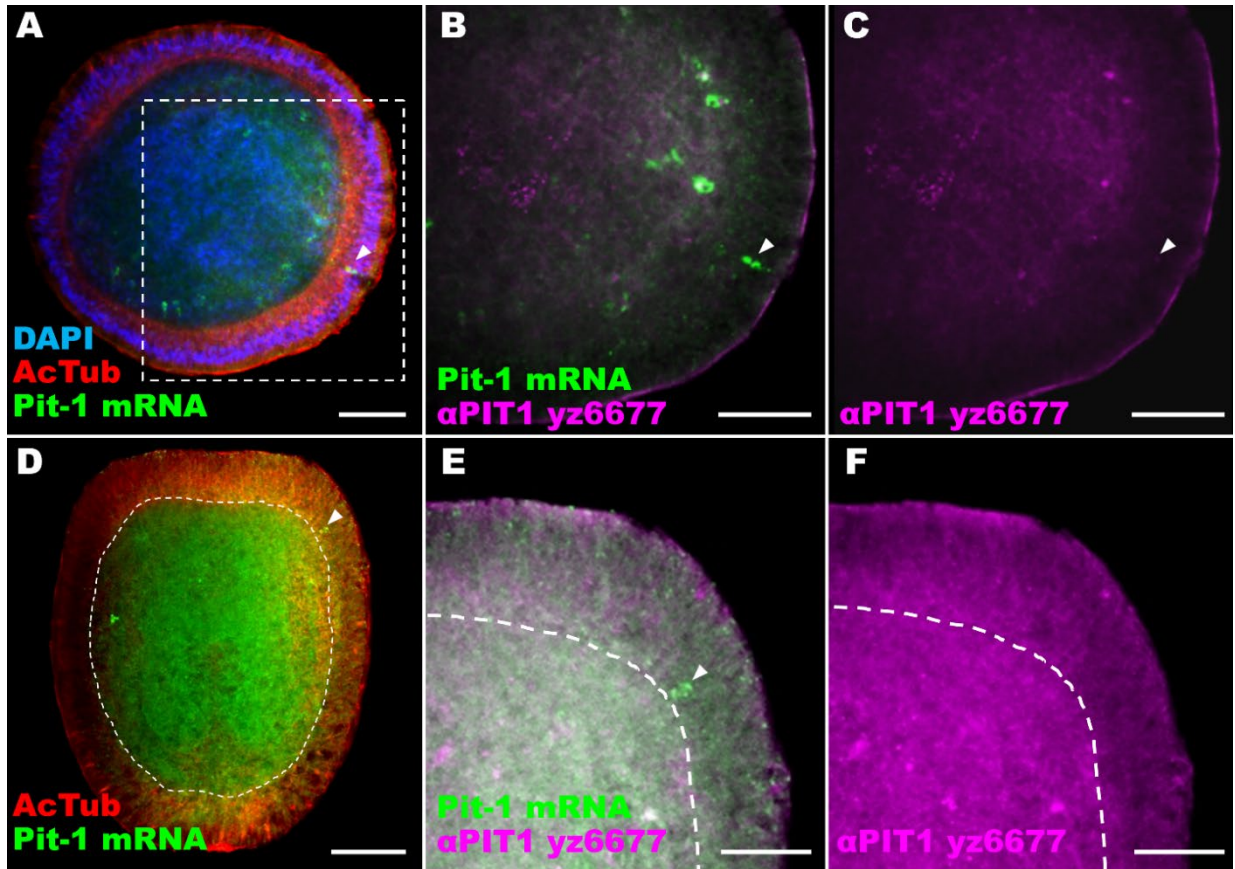 A
DAPI
AcTub
Pit-1 mRNA
B
Pit-1 mRNA
αPIT1 yz6677
C
αPIT1 yz6677
D
AcTub
Pit-1 mRNA
E
Pit-1 mRNA
αPIT1 yz6677
F
αPIT1 yz6677